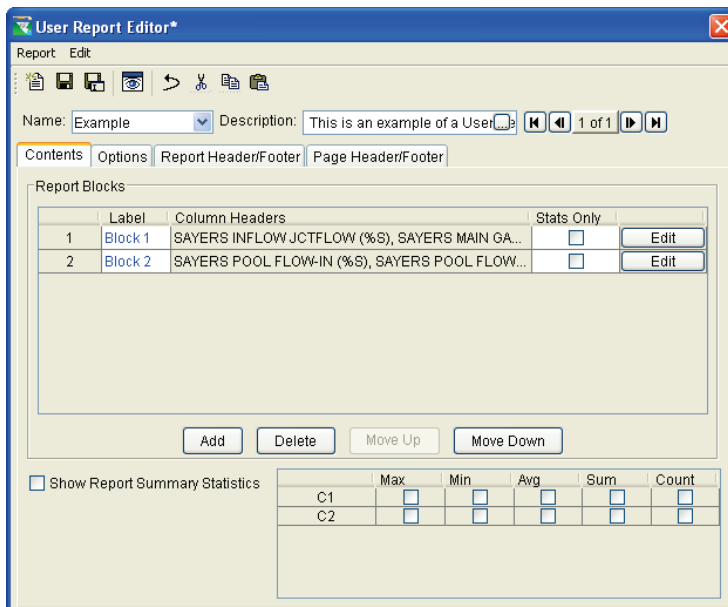 User Report Editor*
Report Edit
Name: Example Description: This is an example of a User ... e 1 of 1
Contents Options Report Header/Footer Page Header/Footer
Report Blocks
Label Column Headers Stats Only
1 Block 1 SAYERS INFLOW JCTFLOW (%S), SAYERS MAIN GA... Edit
2 Block 2 SAYERS POOL FLOW-IN (%S), SAYERS POOL FLOW... Edit
Add Delete Move Up Move Down
Show Report Summary Statistics
Max Min Avg Sum Count
C1
C2